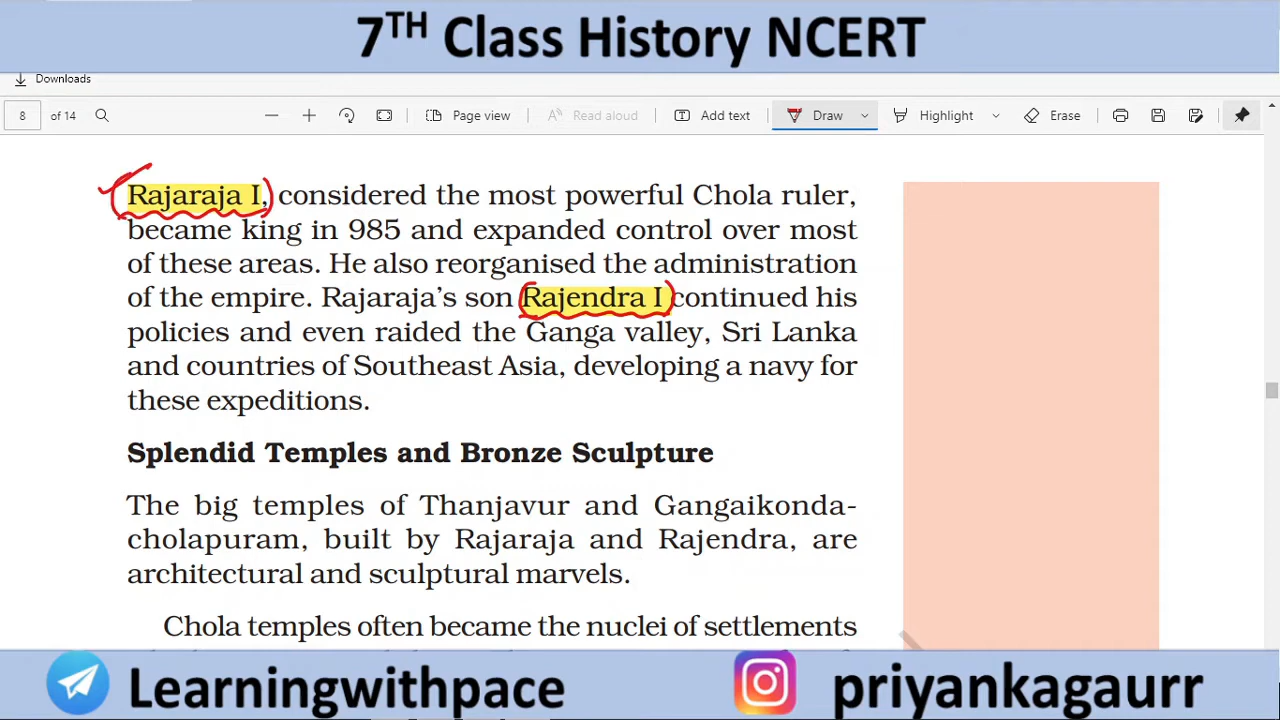 7TH Class History NCERT
Downloads
8 of 14 Page view Read aloud Add text Draw Highlight Erase
Rajaraja I, considered the most powerful Chola ruler,
became king in 985 and expanded control over most
of these areas. He also reorganised the administration
of the empire. Rajaraja’s son Rajendra I continued his
policies and even raided the Ganga valley, Sri Lanka
and countries of Southeast Asia, developing a navy for
these expeditions.
Splendid Temples and Bronze Sculpture
The big temples of Thanjavur and Gangaikonda-
cholapuram, built by Rajaraja and Rajendra, are
architectural and sculptural marvels.
Chola temples often became the nuclei of settlements
Learningwithpace priyankagaurr